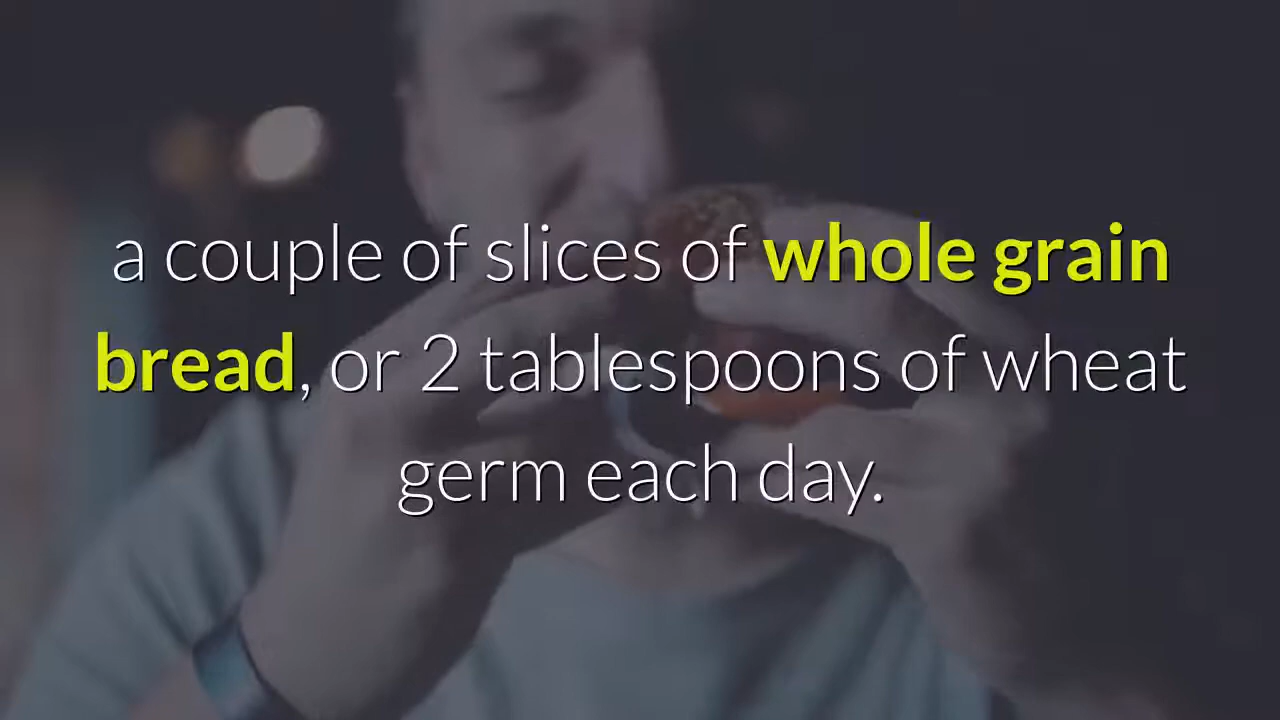 a couple of slices of whole grain
bread, or 2 tablespoons of wheat
germ each day.